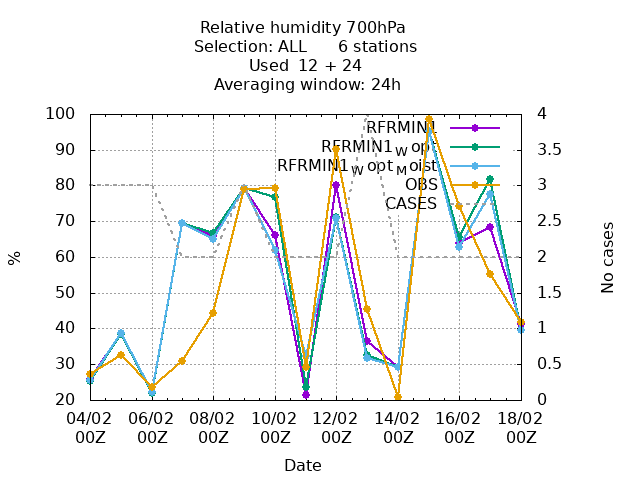 Relative humidity 700hPa
Selection: ALL 6 stations
Used 12 + 24
Averaging window: 24h
100
90
80
70
60
50
40
30
20
%
4
3.5
3
2.5
2
1.5
1
0.5
0
No cases
RFRMIN1
RFRMIN1_W opt
RFRMIN1_W opt_M oist
OBS
CASES
04/02 06/02 08/02 10/02 12/02 14/02 16/02 18/02
00Z 00Z 00Z 00Z 00Z 00Z 00Z 00Z
Date